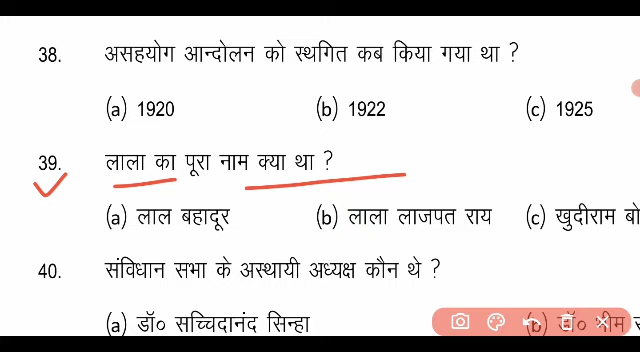 38. असहयोग आन्दोलन को स्थगित कब किया गया था ?
(a) 1920 (b) 1922 (c) 1925
39. लाला का पूरा नाम क्या था ?
(a) लाल बहादूर (b) लाला लाजपत राय (c) खुदीराम बो
40. संविधान सभा के अस्थायी अध्यक्ष कौन थे ?
(a) डॉ० सच्चिदानंद सिन्हा (b) डॉ० भीम